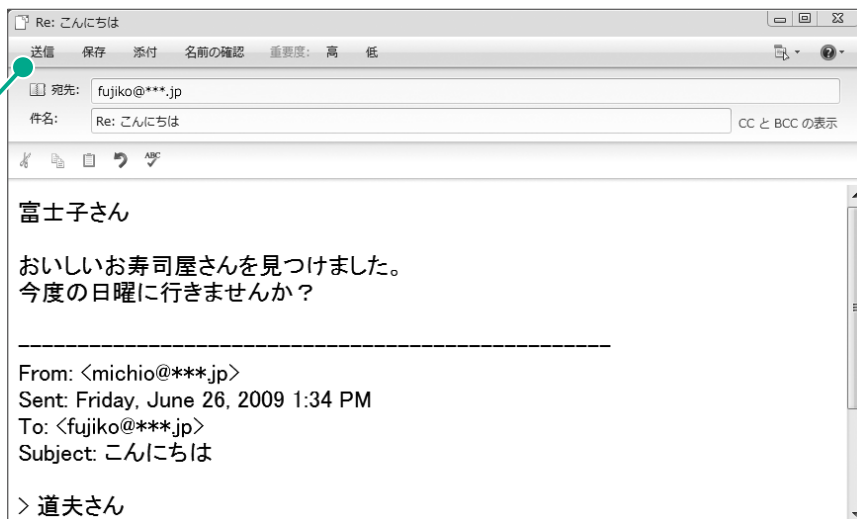 Re: こんにちは
送信 保存 添付 名前の確認 重要度: 高 低
宛先: fujiko@***.jp
件名: Re: こんにちは CC と BCC の表示
ABC
富士子さん
おいしいお寿司屋さんを見つけました。
今度の日曜に行きませんか？
--------------------------------------------------
From: <michio@***.jp>
Sent: Friday, June 26, 2009 1:34 PM
To: <fujiko@***.jp>
Subject: こんにちは
> 道夫さん